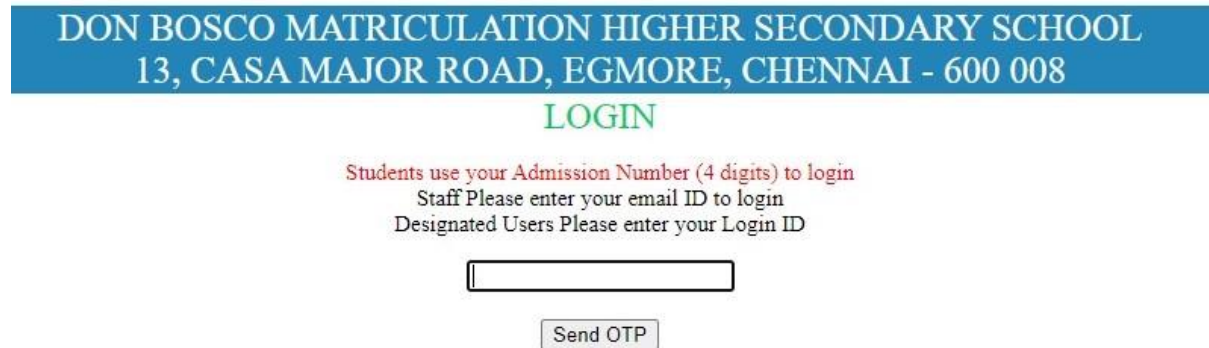 DON BOSCO MATRICULATION HIGHER SECONDARY SCHOOL
13, CASA MAJOR ROAD, EGMORE, CHENNAI - 600 008
LOGIN
Students use your Admission Number (4 digits) to login
Staff Please enter your email ID to login
Designated Users Please enter your Login ID
Send OTP